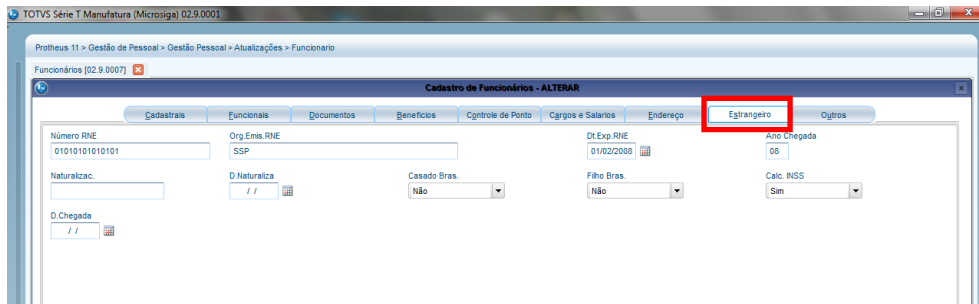 TOTVS Série T Manufatura (Microsiga) 02.9.0001
Protheus 11 > Gestão de Pessoal > Gestão Pessoal > Atualizações > Funcionario
Funcionários [02.9.0007]
Cadastro de Funcionários - ALTERAR
Cadastrais Funcionais Documentos Benefícios Controle de Ponto Cargos e Salarios Endereço Estrangeiro Outros
Número RNE Org.Emis.RNE Dt.Exp.RNE Ano Chegada
01010101010101 SSP 01/02/2008 08
Naturalizac. D.Naturaliza Casado Bras. Filho Bras. Calc. INSS
/ / Não Não Sim
D.Chegada
/ /